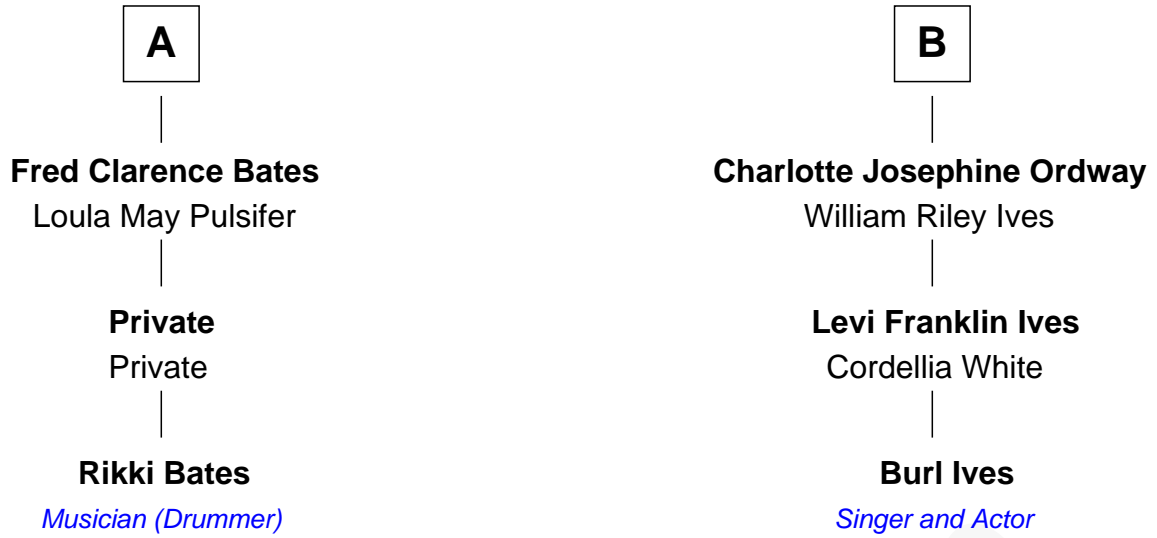 A
Fred Clarence Bates
Loula May Pulsifer
Private
Private
Rikki Bates
Musician (Drummer)
B
Charlotte Josephine Ordway
William Riley Ives
Levi Franklin Ives
Cordellia White
Burl Ives
Singer and Actor